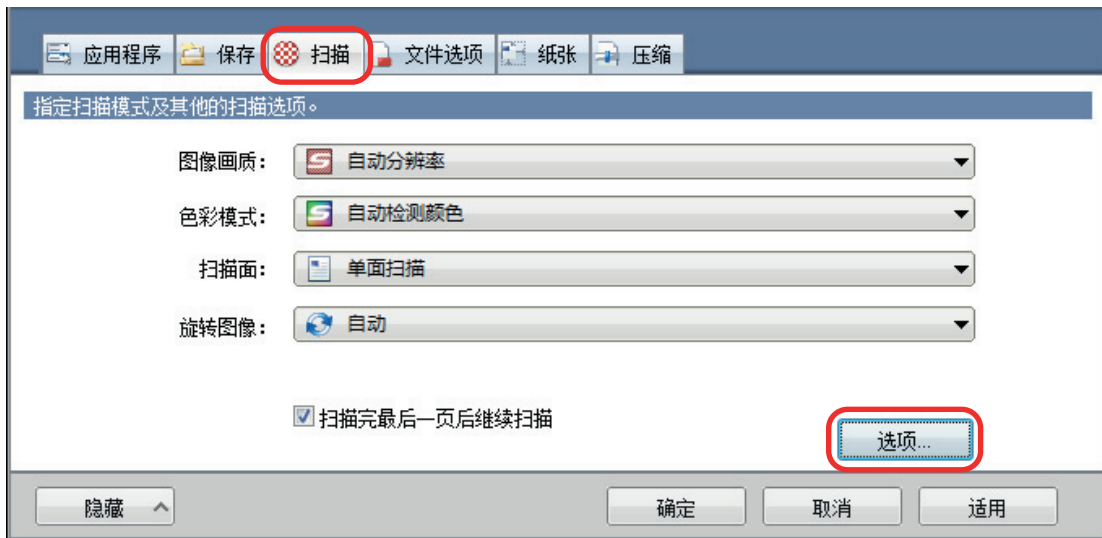 应用程序 保存 扫描 文件选项 纸张 压缩
指定扫描模式及其他的扫描选项。
图像画质： 自动分辨率
色彩模式： 自动检测颜色
扫描面： 单面扫描
旋转图像： 自动
扫描完最后一页后继续扫描
选项...
隐藏 确定 取消 适用